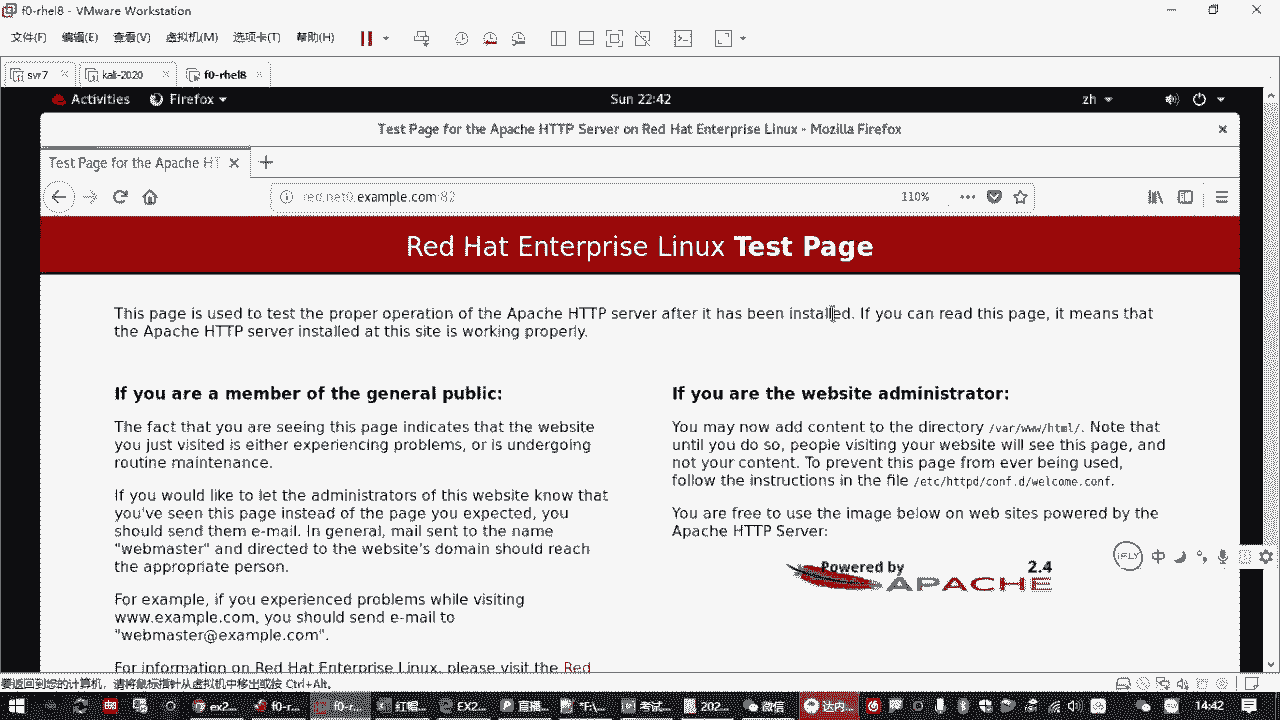 f0-rhel8 - VMware Workstation
文件(F) 编辑(E) 查看(V) 虚拟机(M) 选项卡(T) 帮助(H)
svr7 kali-2020 f0-rhel8
Activities Firefox Sun 22:42 zh
Test Page for the Apache HTTP Server on Red Hat Enterprise Linux - Mozilla Firefox
Test Page for the Apache HT
red.net0.example.com:82 110%
Red Hat Enterprise Linux Test Page
This page is used to test the proper operation of the Apache HTTP server after it has been installed. If you can read this page, it means that
the Apache HTTP server installed at this site is working properly.
If you are a member of the general public:
The fact that you are seeing this page indicates that the website
you just visited is either experiencing problems, or is undergoing
routine maintenance.
If you would like to let the administrators of this website know that
you've seen this page instead of the page you expected, you
should send them e-mail. In general, mail sent to the name
"webmaster" and directed to the website's domain should reach
the appropriate person.
For example, if you experienced problems while visiting
www.example.com, you should send e-mail to
"webmaster@example.com".
For information on Red Hat Enterprise Linux, please visit the Red
If you are the website administrator:
You may now add content to the directory /var/www/html/. Note that
until you do so, people visiting your website will see this page, and
not your content. To prevent this page from ever being used,
follow the instructions in the file /etc/httpd/conf.d/welcome.conf.
You are free to use the image below on web sites powered by the
Apache HTTP Server:
Powered by 2.4
APACHE
iFLY 中
要返回到您的计算机，请将鼠标指针从虚拟机中移出或按 Ctrl+Alt。
ex2... f0-r... f0-r... 红帽... EX2... 直播... "F:\... 考试... 202... 微信 达内... 14:42